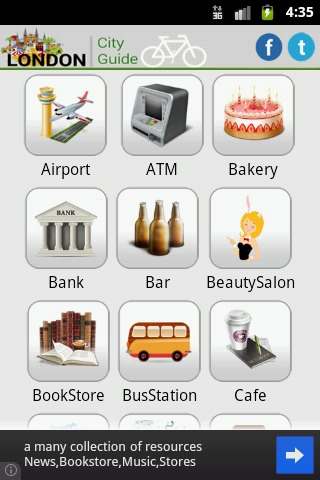 3G 4:35
LONDON City
Guide
f t
Airport ATM Bakery
BANK
Bank Bar BeautySalon
BookStore BusStation Cafe
a many collection of resources
News,Bookstore,Music,Stores